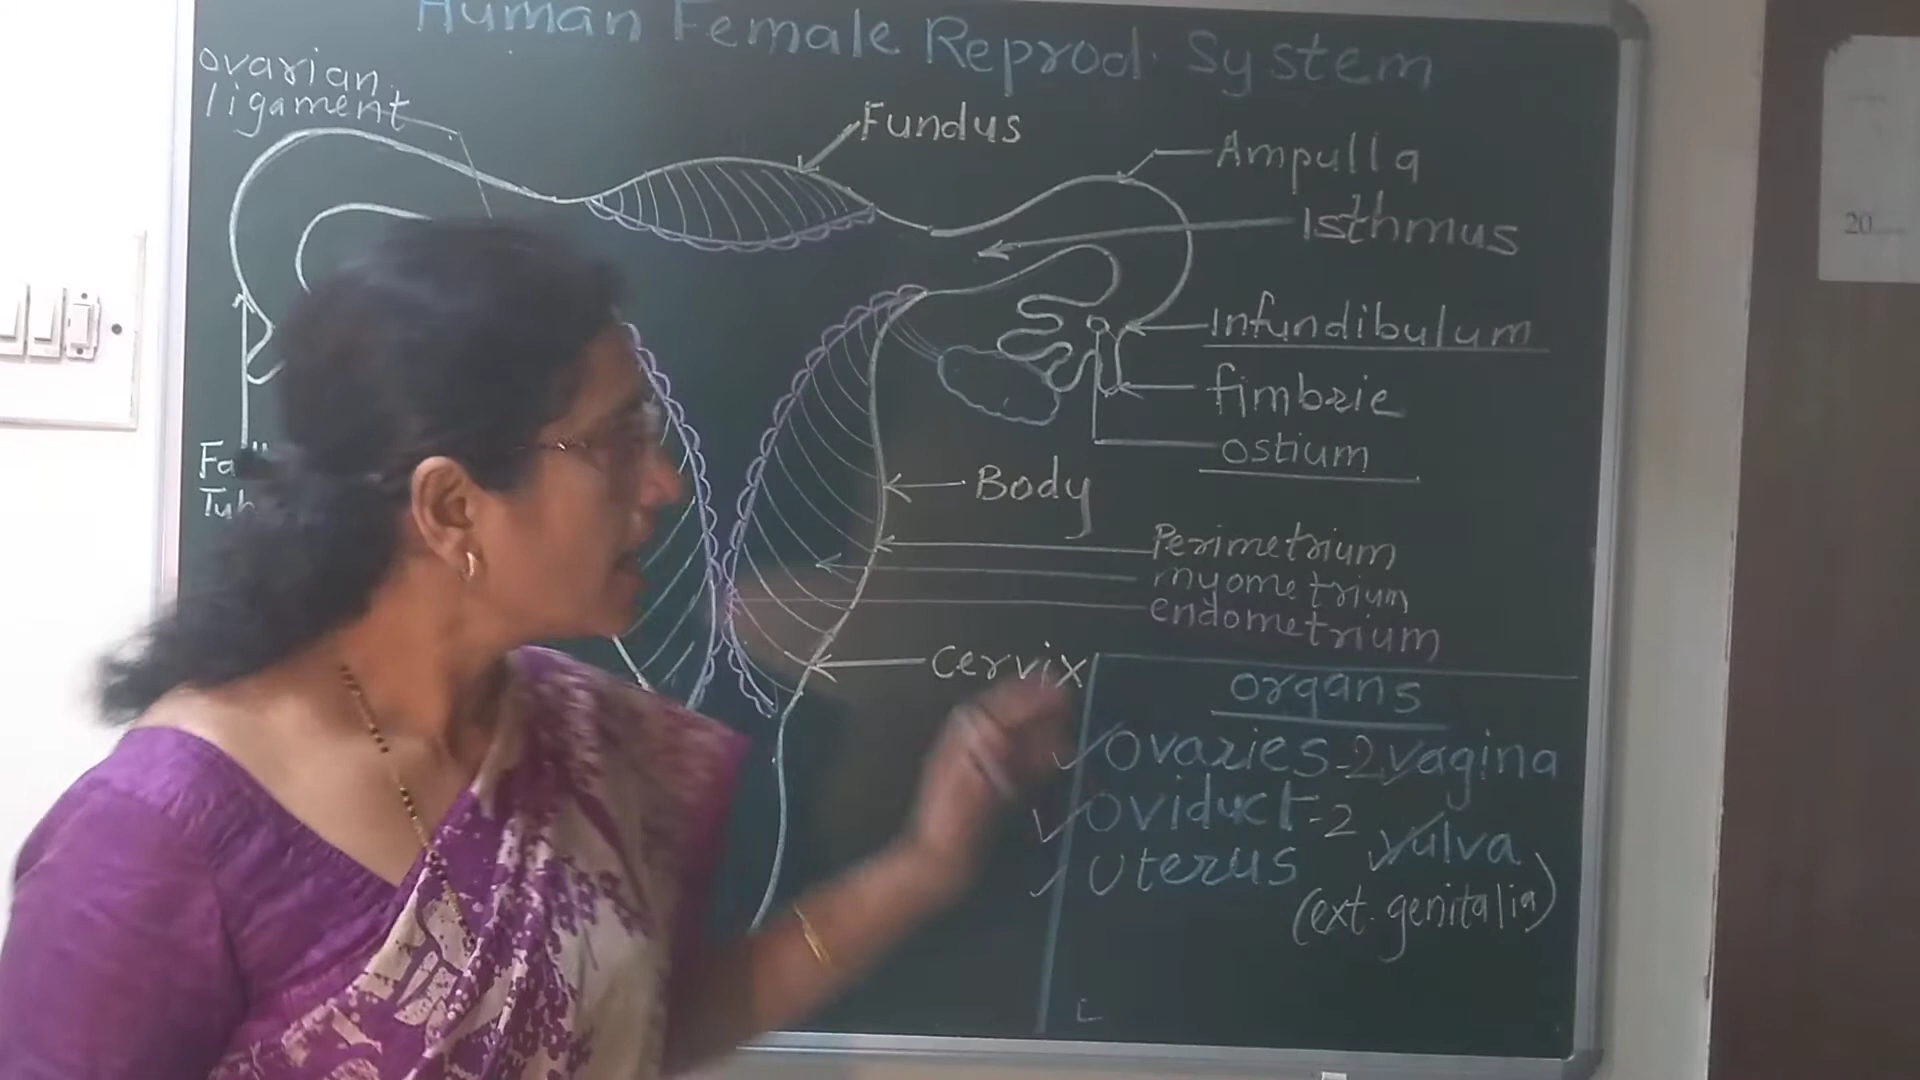 Human Female Reprod. System
ovarian
ligament
Fundus
Ampulla
Isthmus
Infundibulum
fimbrie
ostium
Body
Perimetrium
myometrium
endometrium
cervix
organs
ovaries-2 vagina
oviduct-2
vulva
uterus
(ext. genitalia)
20